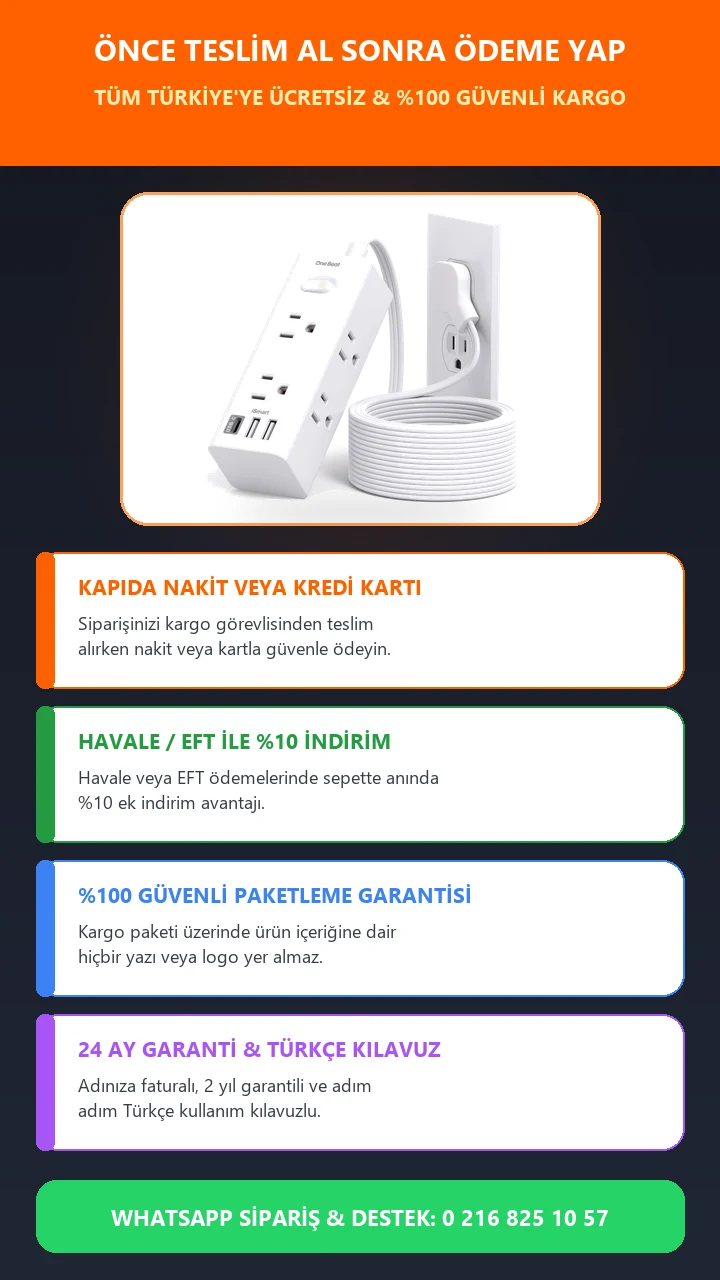 ÖNCE TESLİM AL SONRA ÖDEME YAP
TÜM TÜRKİYE'YE ÜCRETSİZ & %100 GÜVENLİ KARGO
One Beat
iSmart
KAPIDA NAKİT VEYA KREDİ KARTI
Siparişinizi kargo görevlisinden teslim
alırken nakit veya kartla güvenle ödeyin.
HAVALE / EFT İLE %10 İNDİRİM
Havale veya EFT ödemelerinde sepette anında
%10 ek indirim avantajı.
%100 GÜVENLİ PAKETLEME GARANTİSİ
Kargo paketi üzerinde ürün içeriğine dair
hiçbir yazı veya logo yer almaz.
24 AY GARANTİ & TÜRKÇE KILAVUZ
Adınıza faturalı, 2 yıl garantili ve adım
adım Türkçe kullanım kılavuzlu.
WHATSAPP SİPARİŞ & DESTEK: 0 216 825 10 57